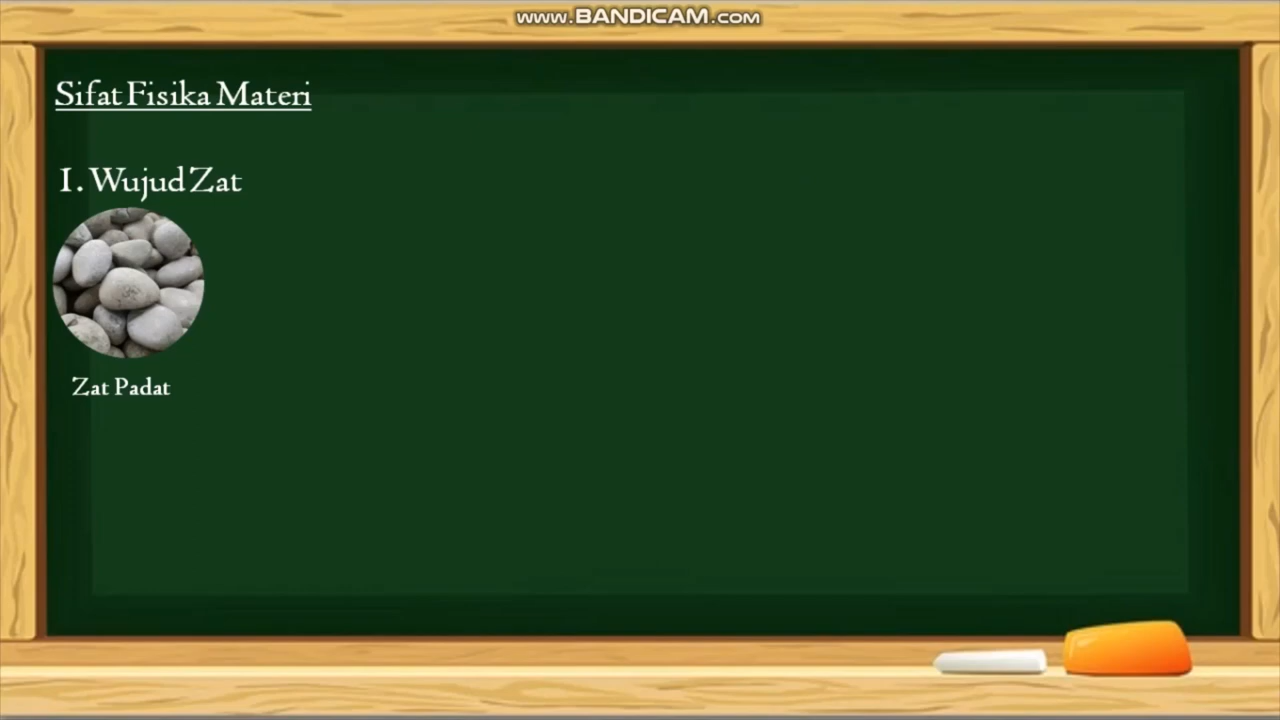 www.BANDICAM.com
Sifat Fisika Materi
1. Wujud Zat
Zat Padat